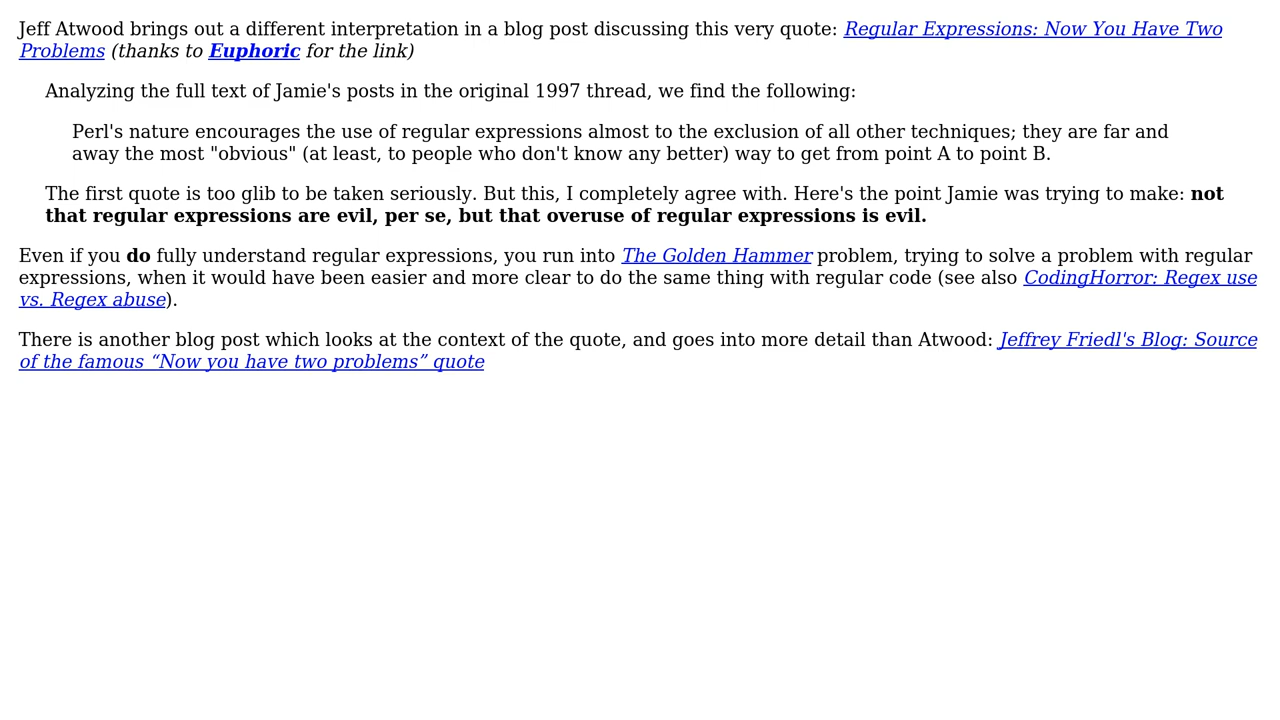 Jeff Atwood brings out a different interpretation in a blog post discussing this very quote: Regular Expressions: Now You Have Two
Problems (thanks to Euphoric for the link)
Analyzing the full text of Jamie's posts in the original 1997 thread, we find the following:
Perl's nature encourages the use of regular expressions almost to the exclusion of all other techniques; they are far and
away the most "obvious" (at least, to people who don't know any better) way to get from point A to point B.
The first quote is too glib to be taken seriously. But this, I completely agree with. Here's the point Jamie was trying to make: not
that regular expressions are evil, per se, but that overuse of regular expressions is evil.
Even if you do fully understand regular expressions, you run into The Golden Hammer problem, trying to solve a problem with regular
expressions, when it would have been easier and more clear to do the same thing with regular code (see also CodingHorror: Regex use
vs. Regex abuse).
There is another blog post which looks at the context of the quote, and goes into more detail than Atwood: Jeffrey Friedl's Blog: Source
of the famous “Now you have two problems” quote